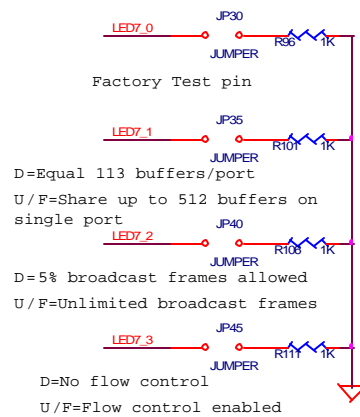 JP30
LED7_0
R96 1K
JUMPER
Factory Test pin
JP35
LED7_1
R101 1K
JUMPER
D=Equal 113 buffers/port
U/F=Share up to 512 buffers on
single port
JP40
LED7_2
R106 1K
JUMPER
D=5% broadcast frames allowed
U/F=Unlimited broadcast frames
JP45
LED7_3
R111 1K
JUMPER
D=No flow control
U/F=Flow control enabled